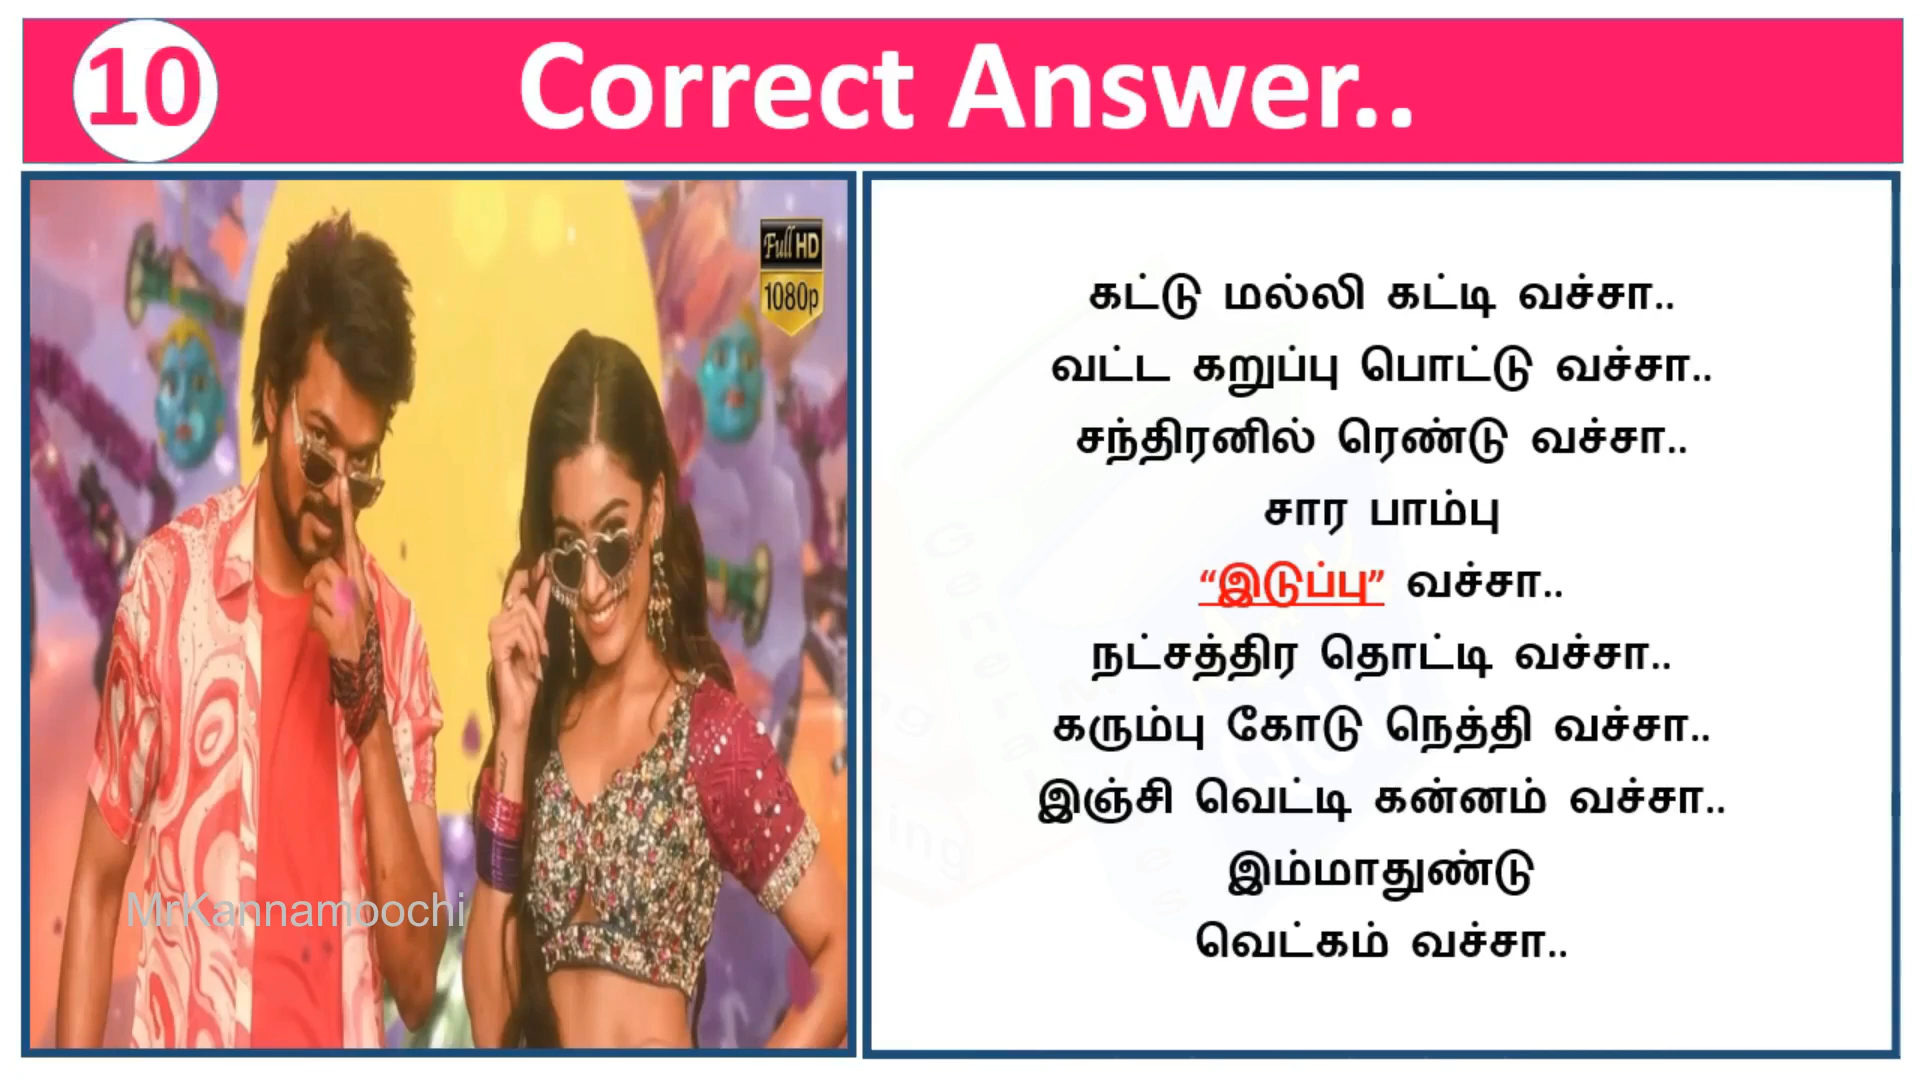 10
Correct Answer..
Full HD
1080p
MrKannamoochi
கட்டு மல்லி கட்டி வச்சா..
வட்ட கறுப்பு பொட்டு வச்சா..
சந்திரனில் ரெண்டு வச்சா..
சார பாம்பு
“இடுப்பு” வச்சா..
நட்சத்திர தொட்டி வச்சா..
கரும்பு கோடு நெத்தி வச்சா..
இஞ்சி வெட்டி கன்னம் வச்சா..
இம்மாதுண்டு
வெட்கம் வச்சா..